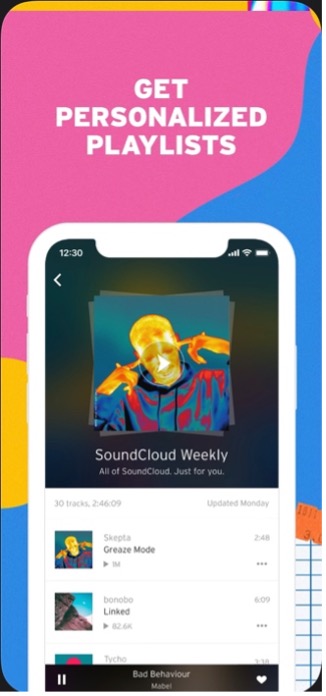 GET
PERSONALIZED
PLAYLISTS
12:30
SoundCloud Weekly
All of SoundCloud. Just for you.
30 tracks, 2:46:09 Updated Monday
Skepta 2:48
Greaze Mode
1M
bonobo 6:09
Linked
82.6K
Tycho 3:38
Bad Behaviour
Mabel